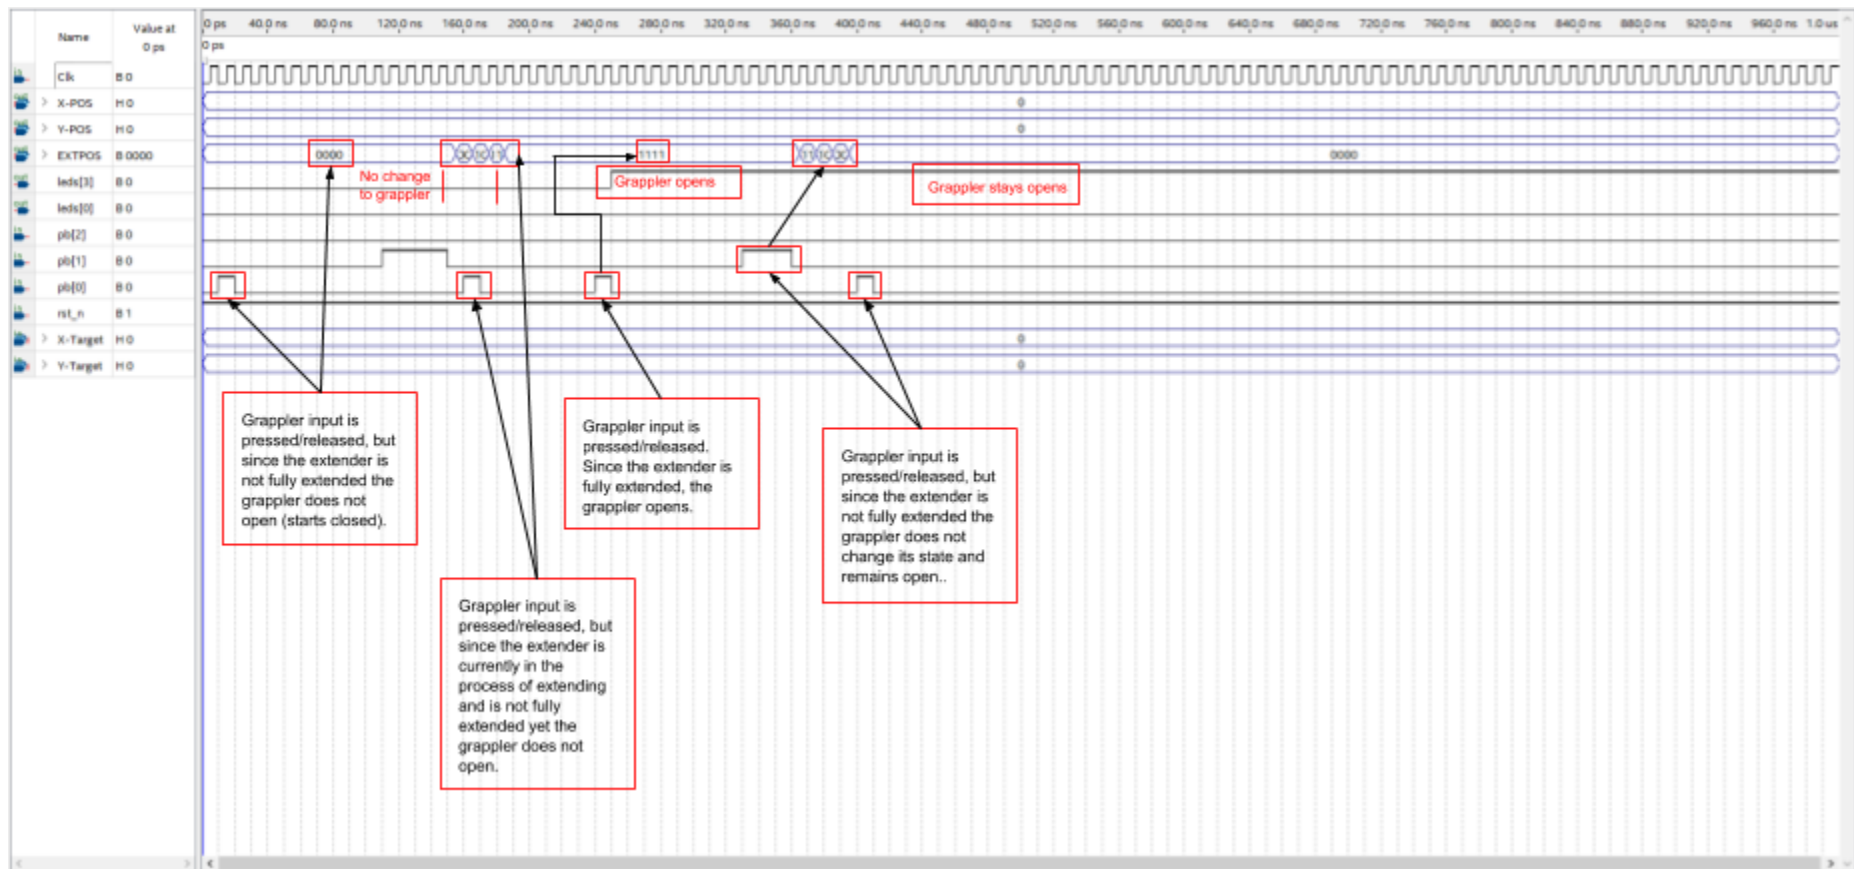 Name Value at 0 ps
0 ps 40.0 ns 80.0 ns 120.0 ns 160.0 ns 200.0 ns 240.0 ns 280.0 ns 320.0 ns 360.0 ns 400.0 ns 440.0 ns 480.0 ns 520.0 ns 560.0 ns 600.0 ns 640.0 ns 680.0 ns 720.0 ns 760.0 ns 800.0 ns 840.0 ns 880.0 ns 920.0 ns 960.0 ns 1.0 us
0 ps
Clk B 0
X-POS H 0 0
Y-POS H 0 0
EXTPOS B 0000 0000 1111 0000
leds[3] B 0
No change
to grappler
Grappler opens
Grappler stays opens
leds[0] B 0
pb[2] B 0
pb[1] B 0
pb[0] B 0
rst_n B 1
X-Target H 0 0
Y-Target H 0 0
Grappler input is
pressed/released, but
since the extender is
not fully extended the
grappler does not
open (starts closed).
Grappler input is
pressed/released, but
since the extender is
currently in the
process of extending
and is not fully
extended yet the
grappler does not
open.
Grappler input is
pressed/released.
Since the extender is
fully extended, the
grappler opens.
Grappler input is
pressed/released, but
since the extender is
not fully extended the
grappler does not
change its state and
remains open..